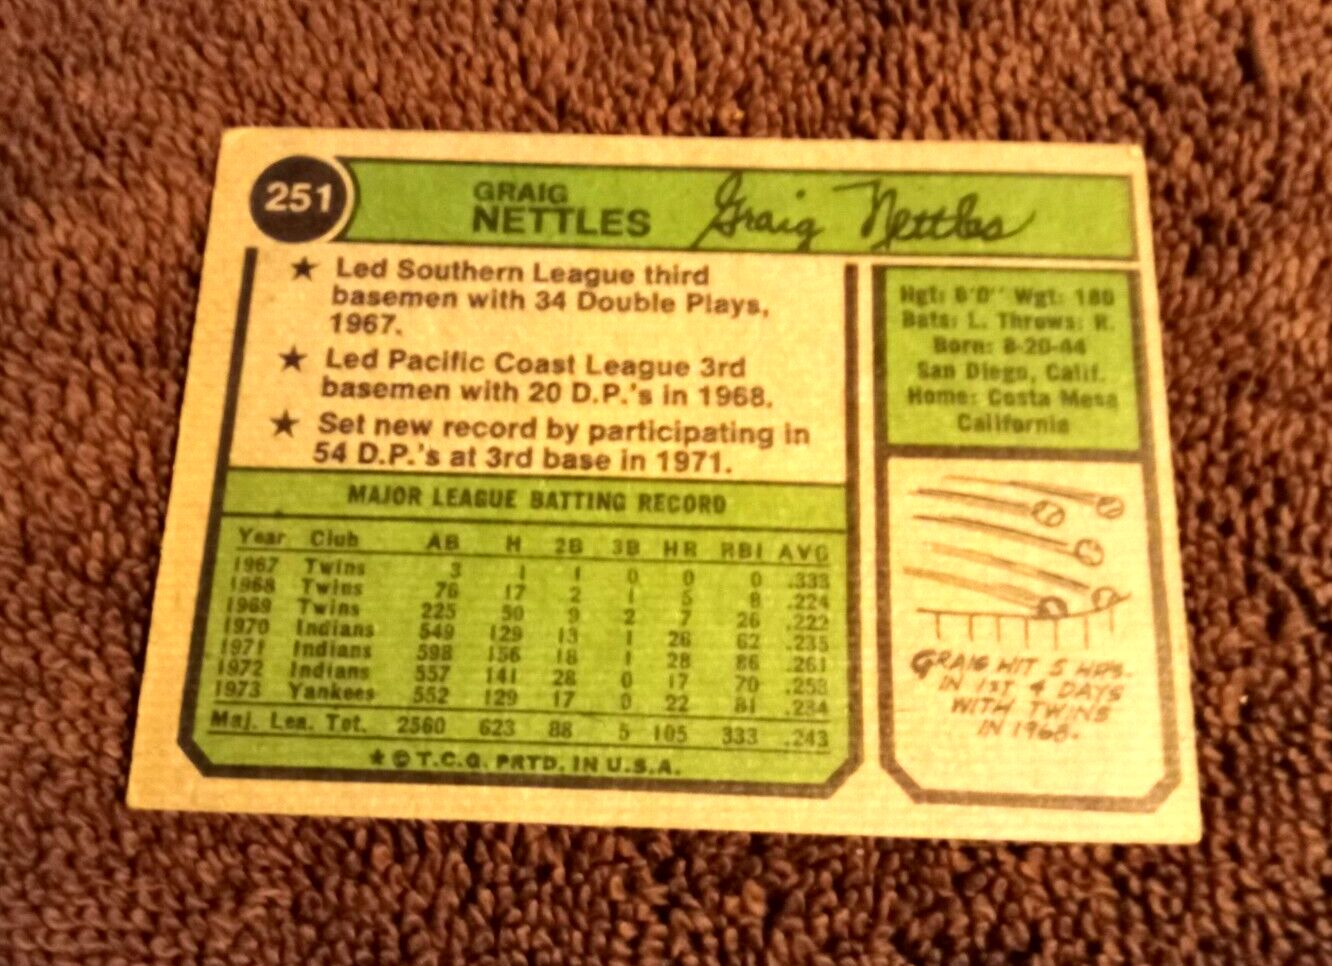 251
GRAIG
NETTLES
Graig Nettles
★ Led Southern League third
basemen with 34 Double Plays,
1967.
★ Led Pacific Coast League 3rd
basemen with 20 D.P.'s in 1968.
★ Set new record by participating in
54 D.P.'s at 3rd base in 1971.
Hgt: 6'0" Wgt: 180
Bats: L. Throws: R.
Born: 8-20-44
San Diego, Calif.
Home: Costa Mesa
California
MAJOR LEAGUE BATTING RECORD
Year Club AB H 2B 3B HR RBI AVG
1967 Twins 3 1 1 0 0 0 .333
1968 Twins 76 17 2 1 5 8 .224
1969 Twins 225 50 9 2 7 26 .222
1970 Indians 549 129 13 1 26 62 .235
1971 Indians 598 156 18 1 28 86 .261
1972 Indians 557 141 28 0 17 70 .253
1973 Yankees 552 129 17 0 22 81 .234
Maj. Lea. Tot. 2560 623 88 5 105 333 .243
★ © T.C.G. PRTD. IN U.S.A.
GRAIG HIT 5 HRS.
IN 1ST 4 DAYS
WITH TWINS
IN 1968.